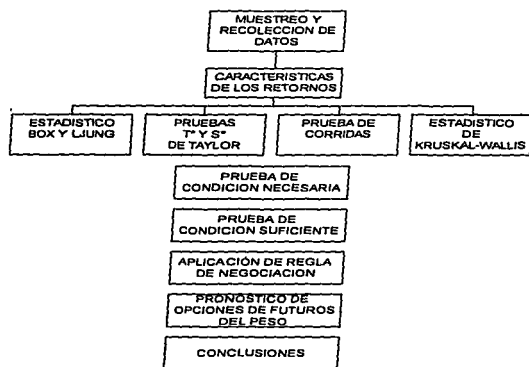 MUESTREO Y
RECOLECCION DE
DATOS
CARACTERISTICAS
DE LOS RETORNOS
ESTADISTICO
BOX Y LJUNG
PRUEBAS
T* Y S*
DE TAYLOR
PRUEBA DE
CORRIDAS
ESTADISTICO
DE
KRUSKAL-WALLIS
PRUEBA DE
CONDICION NECESARIA
PRUEBA DE
CONDICION SUFICIENTE
APLICACIÓN DE REGLA
DE NEGOCIACION
PRONOSTICO DE
OPCIONES DE FUTUROS
DEL PESO
CONCLUSIONES